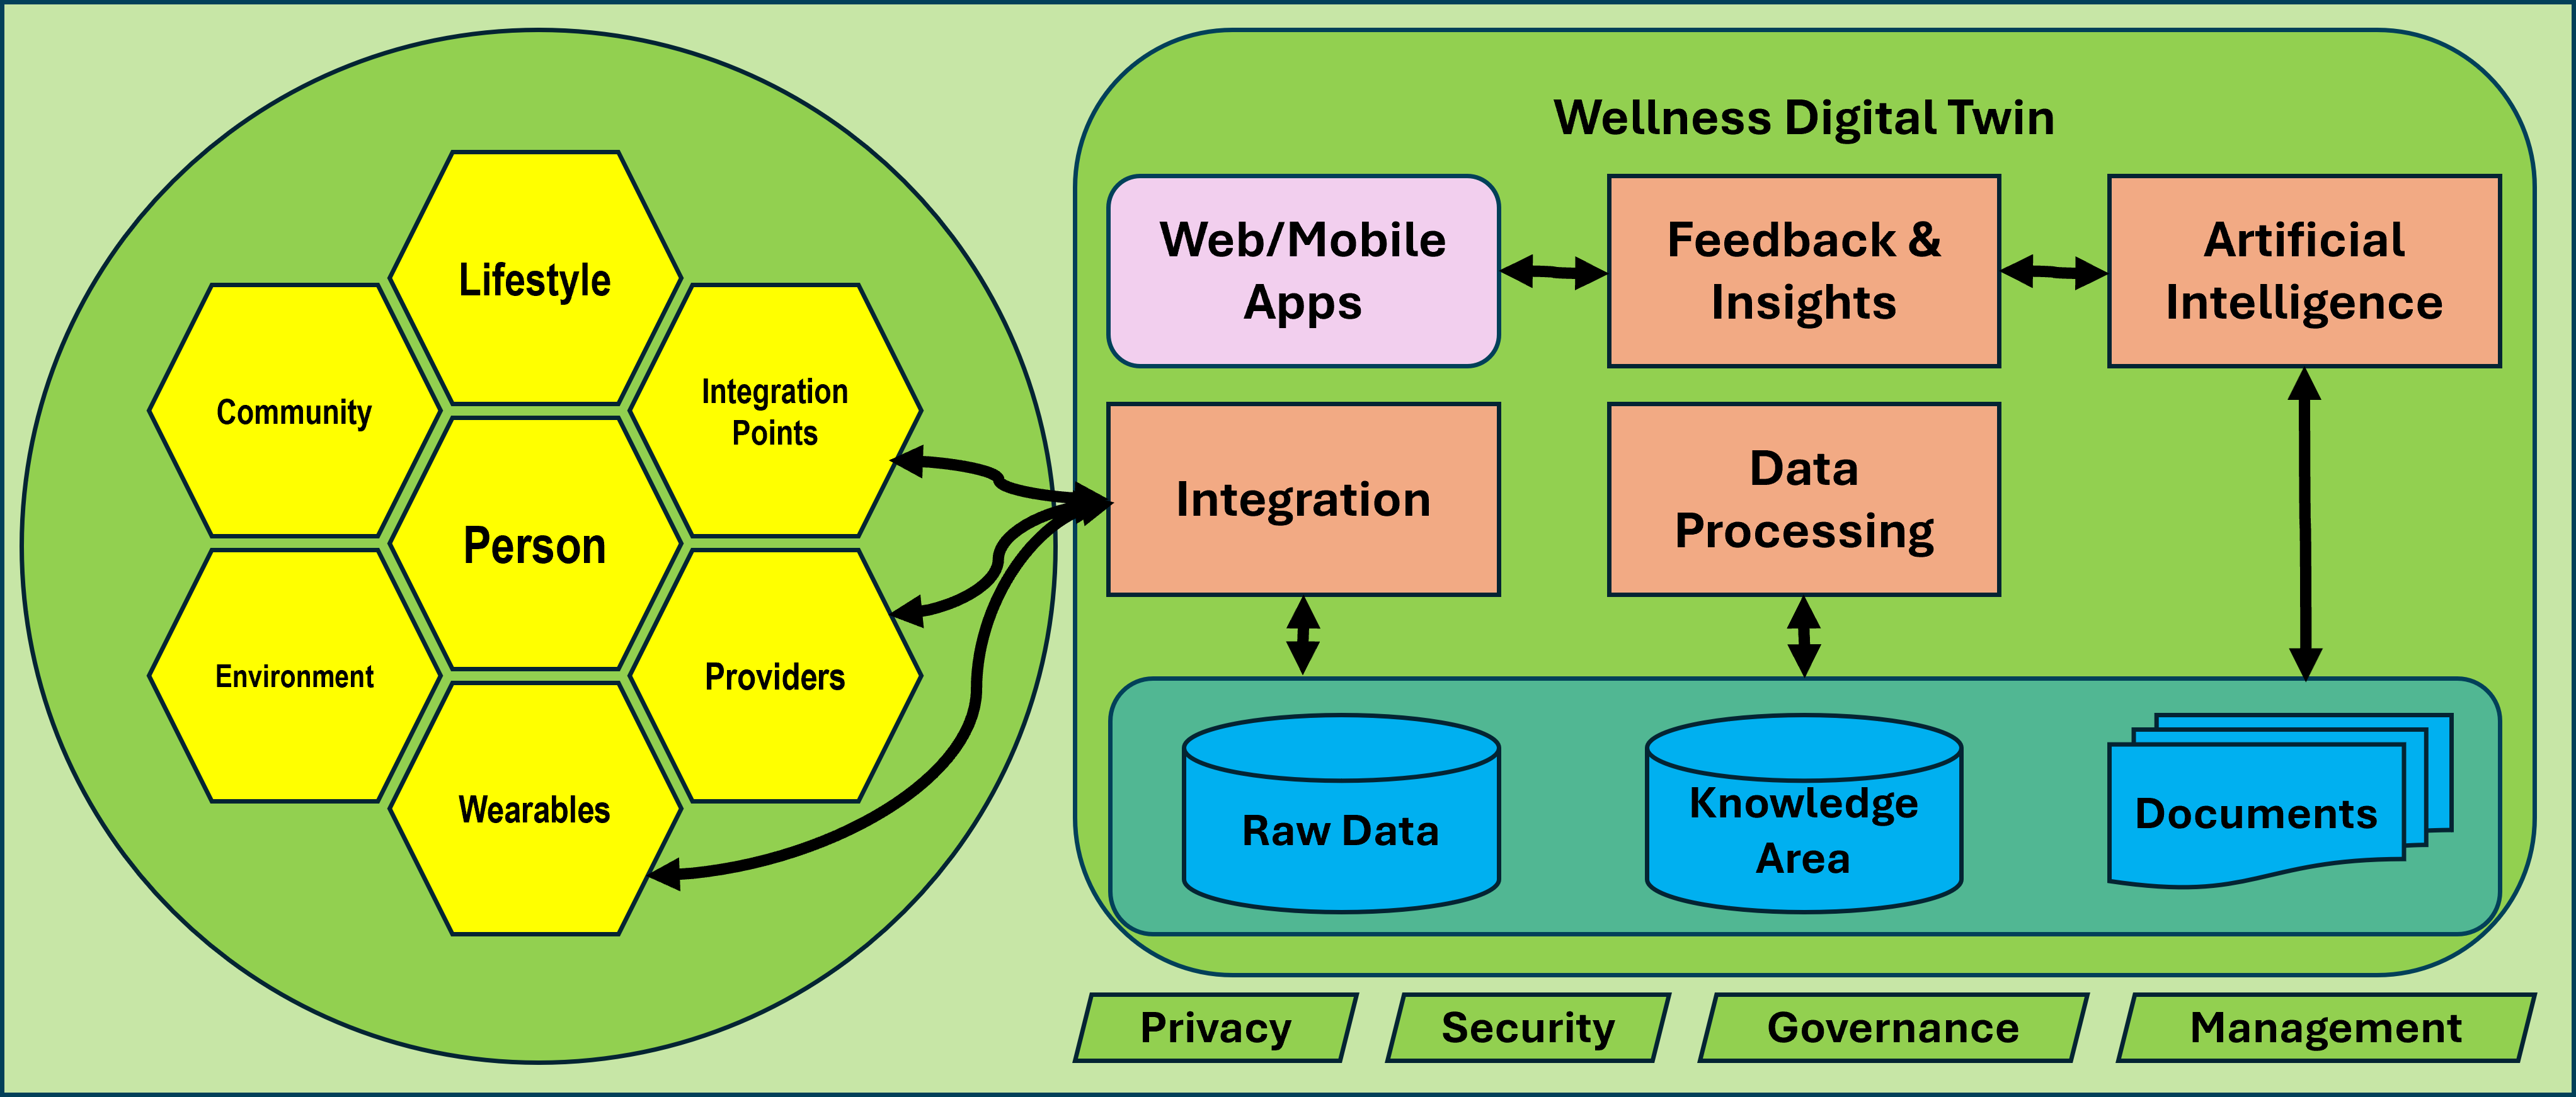 Lifestyle
Community
Integration
Points
Person
Environment
Providers
Wearables
Wellness Digital Twin
Web/Mobile
Apps
Feedback &
Insights
Artificial
Intelligence
Integration
Data
Processing
Raw Data
Knowledge
Area
Documents
Privacy
Security
Governance
Management